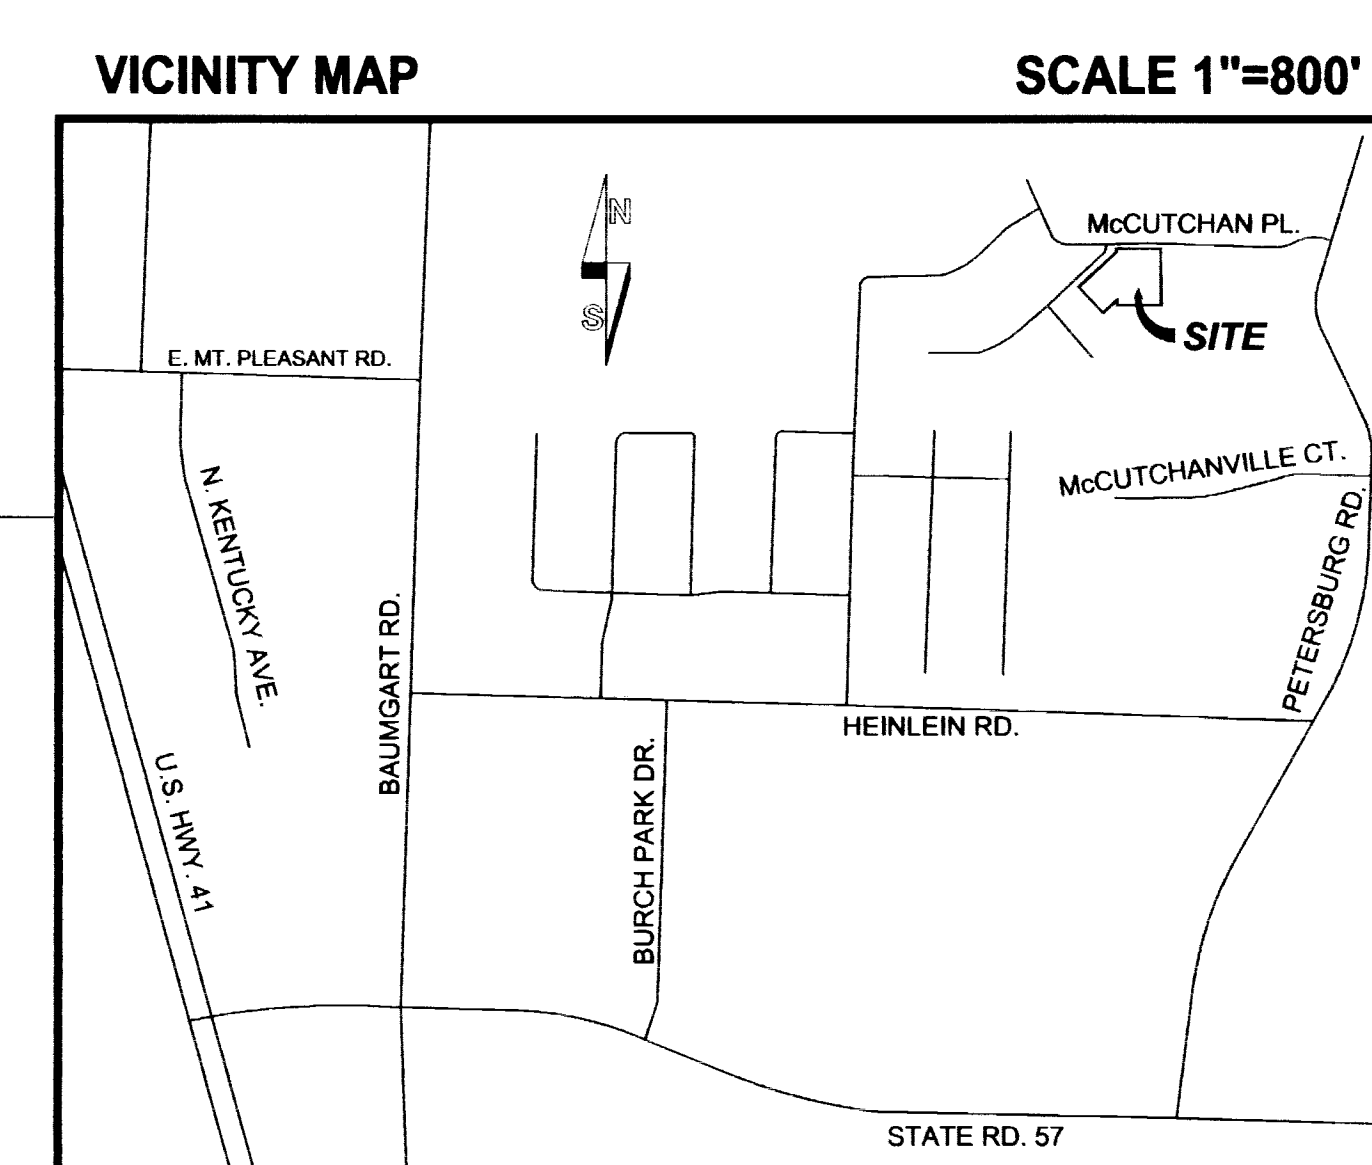 VICINITY MAP
SCALE 1"=800'
N
S
McCUTCHAN PL.
SITE
E. MT. PLEASANT RD.
McCUTCHANVILLE CT.
N. KENTUCKY AVE.
PETERSBURG RD.
BAUMGART RD.
HEINLEIN RD.
U.S. HWY. 41
BURCH PARK DR.
STATE RD. 57